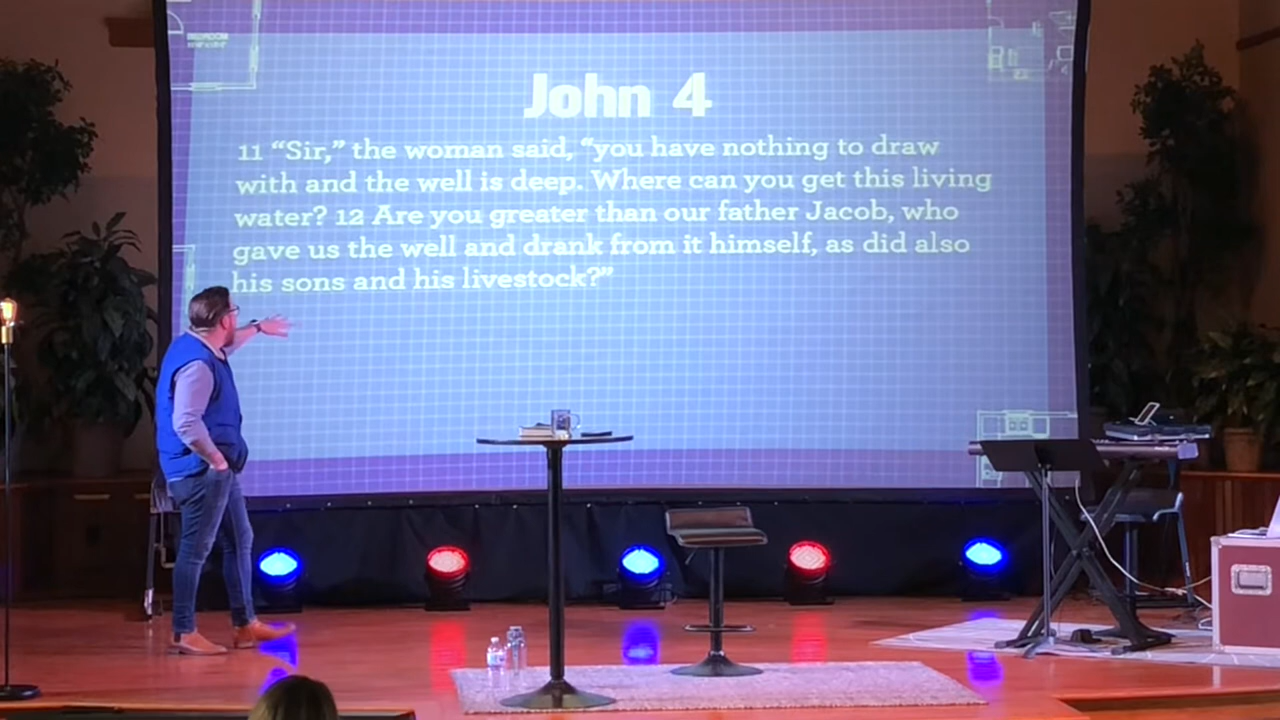 John 4
11 “Sir,” the woman said, “you have nothing to draw
with and the well is deep. Where can you get this living
water? 12 Are you greater than our father Jacob, who
gave us the well and drank from it himself, as did also
his sons and his livestock?”